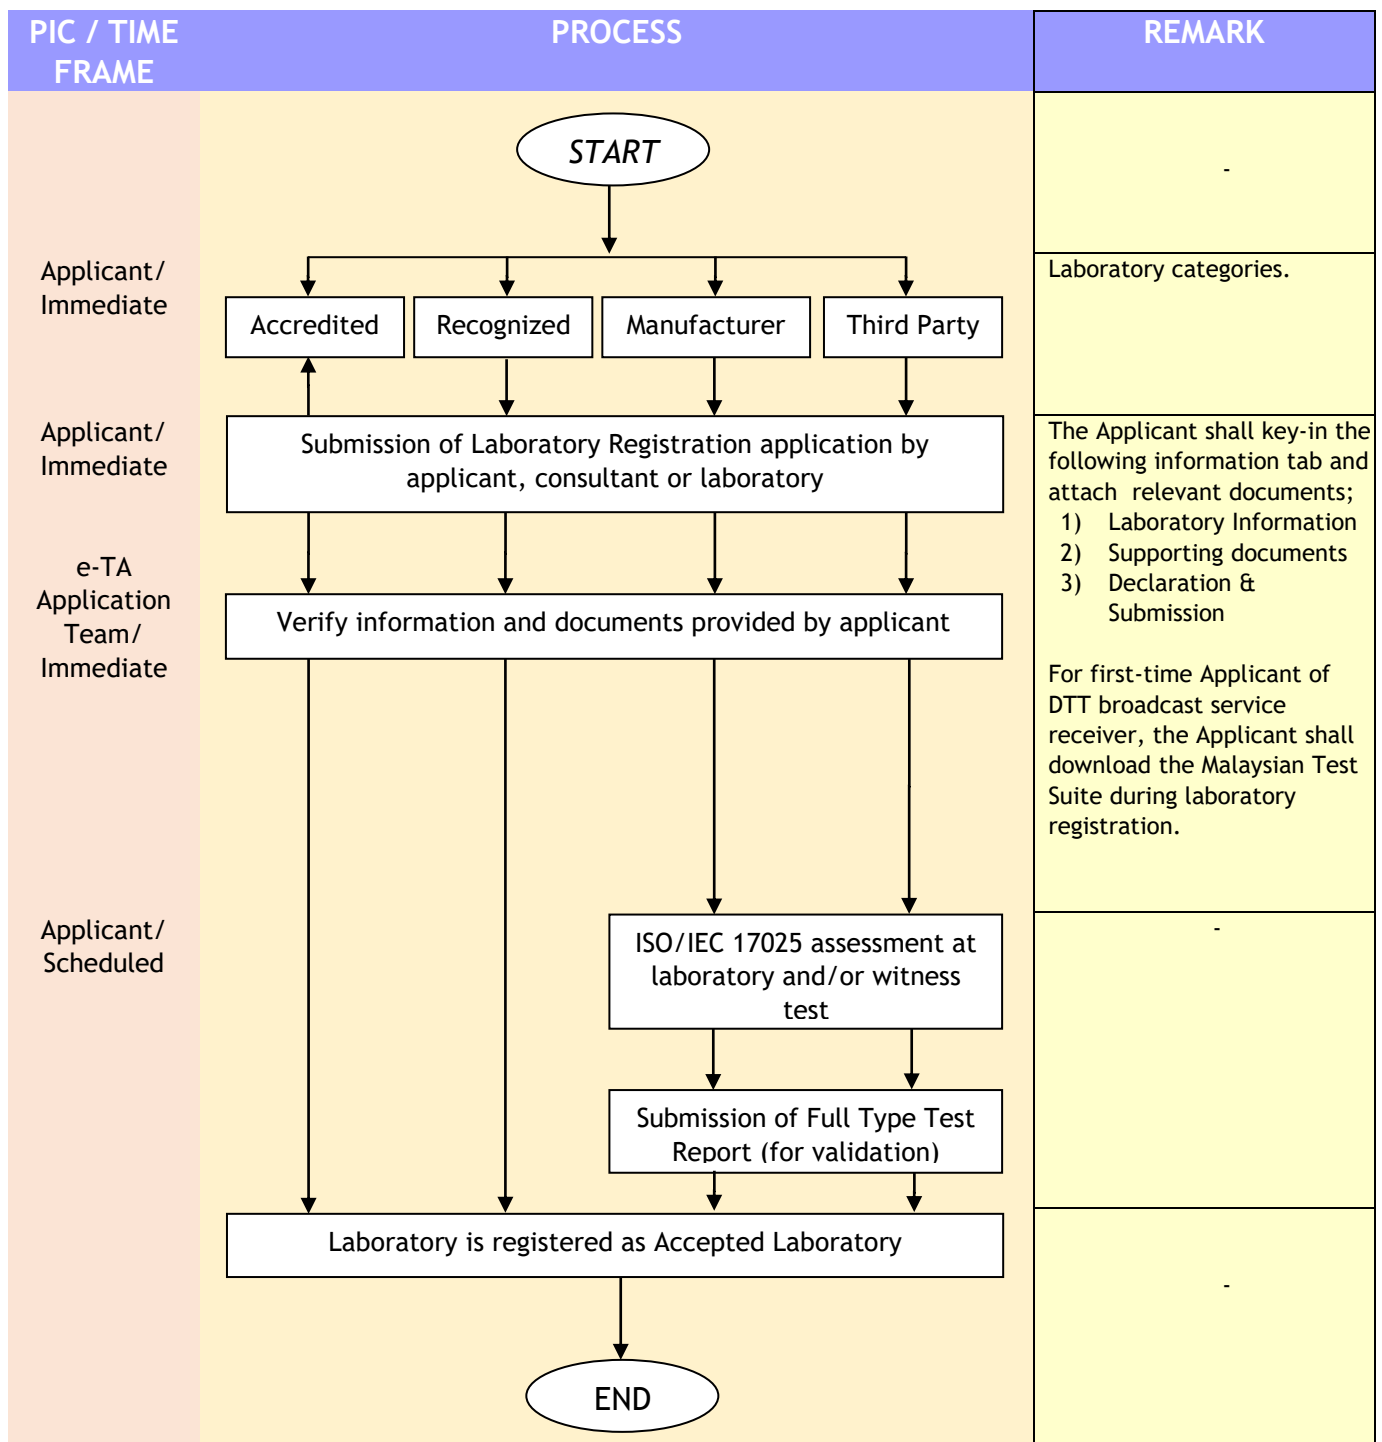 PIC / TIME
FRAME
PROCESS
REMARK
START
-
Applicant/
Immediate
Accredited
Recognized
Manufacturer
Third Party
Laboratory categories.
Applicant/
Immediate
Submission of Laboratory Registration application by
applicant, consultant or laboratory
The Applicant shall key-in the
following information tab and
attach relevant documents;
1) Laboratory Information
2) Supporting documents
3) Declaration &
Submission
For first-time Applicant of
DTT broadcast service
receiver, the Applicant shall
download the Malaysian Test
Suite during laboratory
registration.
e-TA
Application
Team/
Immediate
Verify information and documents provided by applicant
Applicant/
Scheduled
ISO/IEC 17025 assessment at
laboratory and/or witness
test
-
Submission of Full Type Test
Report (for validation)
Laboratory is registered as Accepted Laboratory
-
END